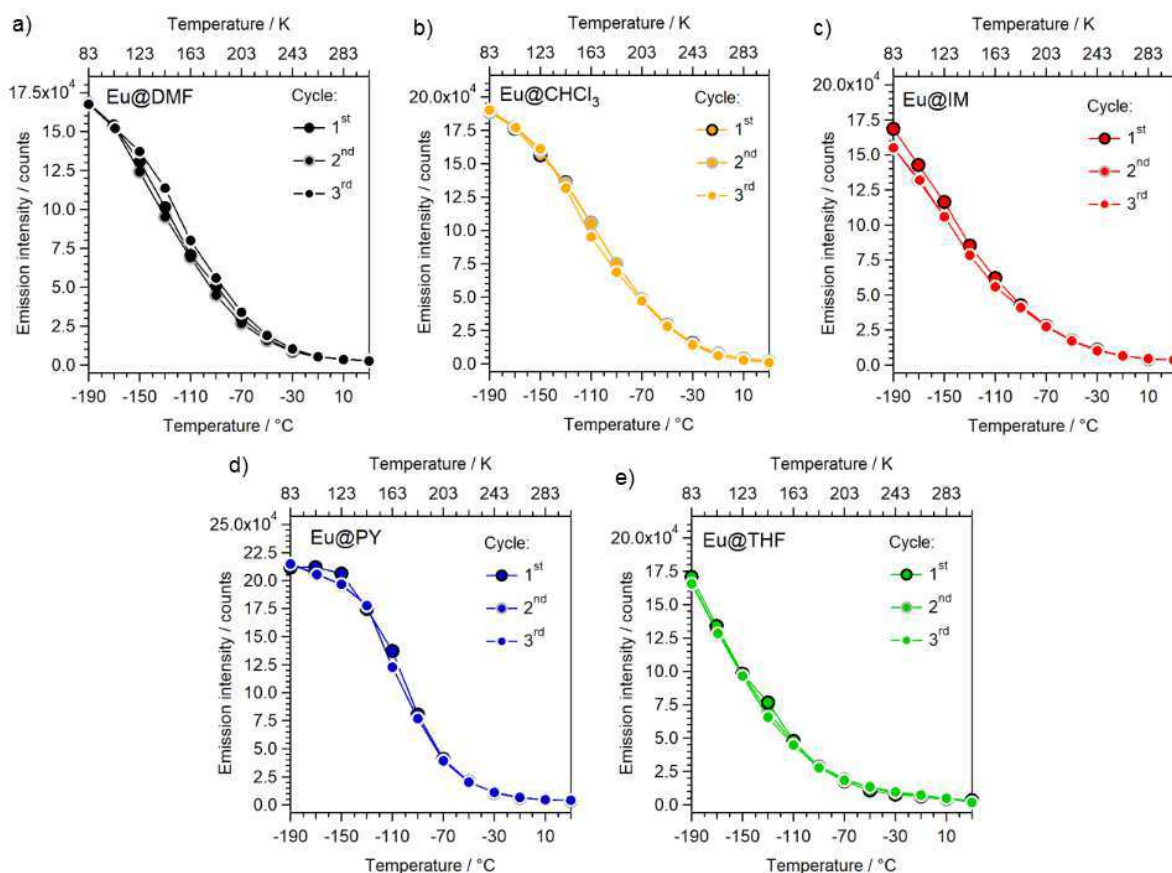 a)
Temperature / K
83 123 163 203 243 283
Eu@DMF
Cycle:
1st
2nd
3rd
17.5x10⁴
15.0
12.5
10.0
7.5
5.0
2.5
0.0
Emission intensity / counts
-190 -150 -110 -70 -30 10
Temperature / °C
b)
Temperature / K
83 123 163 203 243 283
Eu@CHCl₃
Cycle:
1st
2nd
3rd
20.0x10⁴
17.5
15.0
12.5
10.0
7.5
5.0
2.5
0.0
Emission intensity / counts
-190 -150 -110 -70 -30 10
Temperature / °C
c)
Temperature / K
83 123 163 203 243 283
Eu@IM
Cycle:
1st
2nd
3rd
20.0x10⁴
17.5
15.0
12.5
10.0
7.5
5.0
2.5
0.0
Emission intensity / counts
-190 -150 -110 -70 -30 10
Temperature / °C
d)
Temperature / K
83 123 163 203 243 283
Eu@PY
Cycle:
1st
2nd
3rd
25.0x10⁴
22.5
20.0
17.5
15.0
12.5
10.0
7.5
5.0
2.5
0.0
Emission intensity / counts
-190 -150 -110 -70 -30 10
Temperature / °C
e)
Temperature / K
83 123 163 203 243 283
Eu@THF
Cycle:
1st
2nd
3rd
20.0x10⁴
17.5
15.0
12.5
10.0
7.5
5.0
2.5
0.0
Emission intensity / counts
-190 -150 -110 -70 -30 10
Temperature / °C